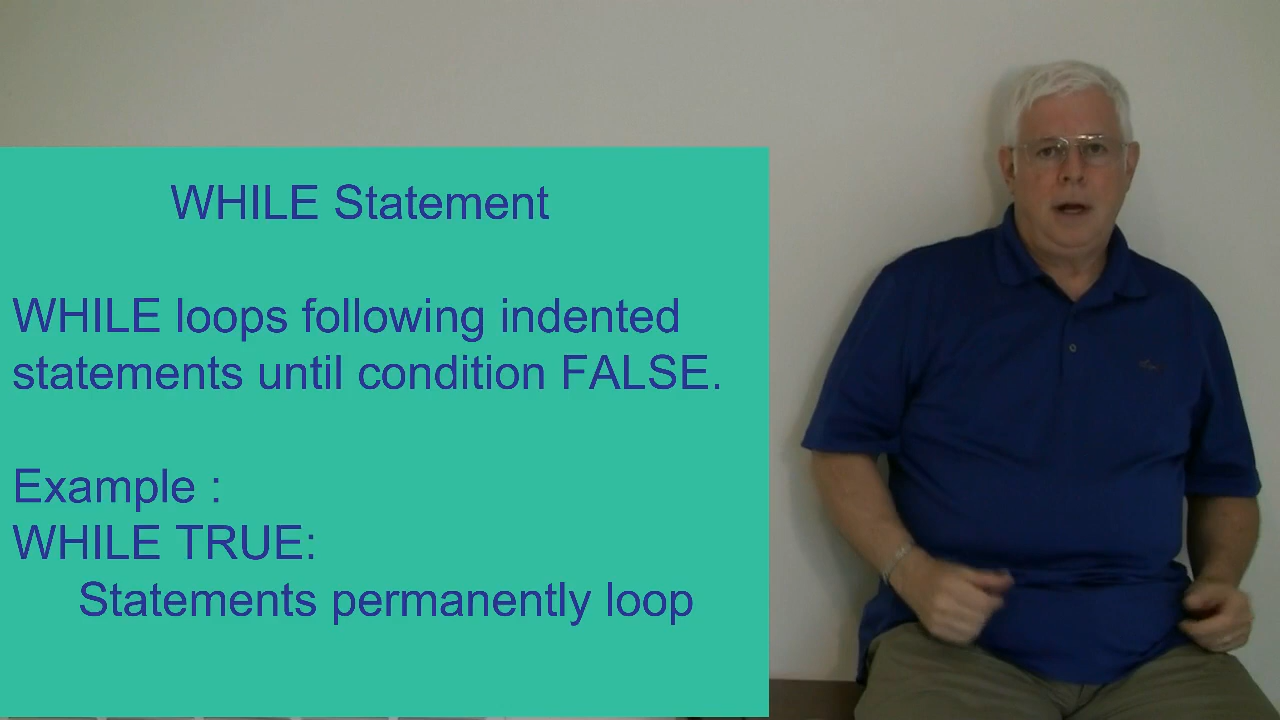 WHILE Statement
WHILE loops following indented
statements until condition FALSE.
Example :
WHILE TRUE:
Statements permanently loop